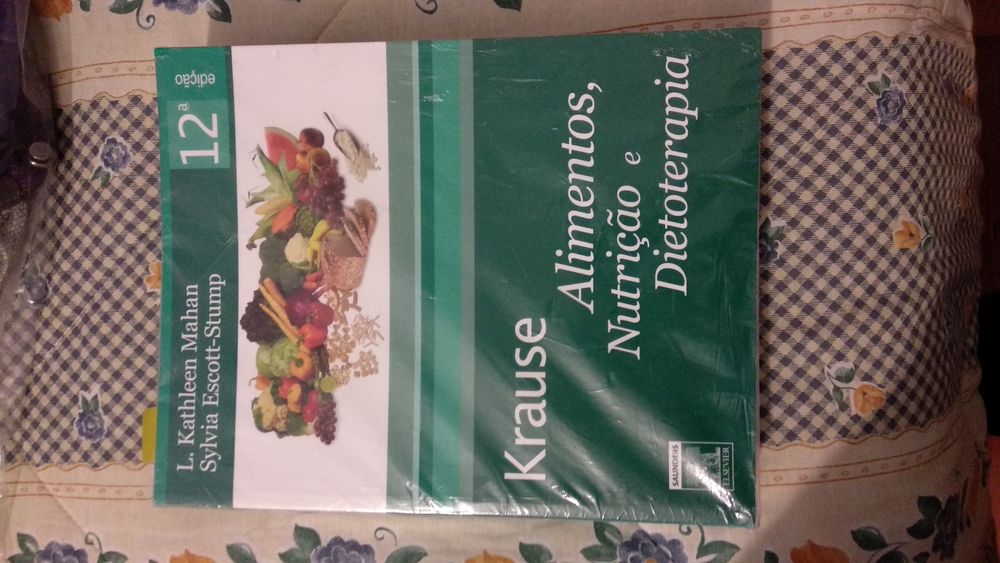 L. Kathleen Mahan
Sylvia Escott-Stump
12ª
edição
Krause
Alimentos,
Nutrição e
Dietoterapia
SAUNDERS
ELSEVIER